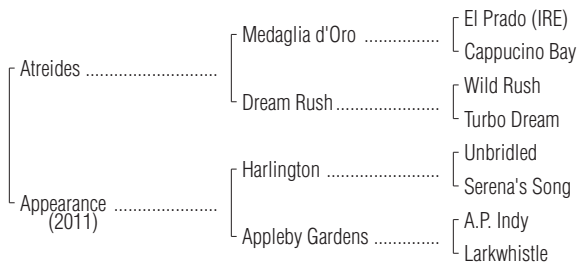 El Prado (IRE)
Medaglia d'Oro ..................
Cappucino Bay
Atreides ...............................
Wild Rush
Dream Rush ........................
Turbo Dream
Unbridled
Harlington ..........................
Serena's Song
Appearance ........................
(2011)
A.P. Indy
Appleby Gardens ...............
Larkwhistle